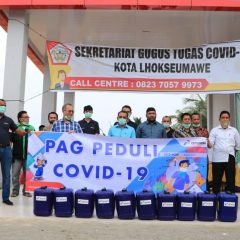 SEKRETARIAT GUGUS TUGAS COVID-
KOTA LHOKSEUMAWE
CALL CENTRE : 0823 7057 9973
PAG PEDULI
COVID-19